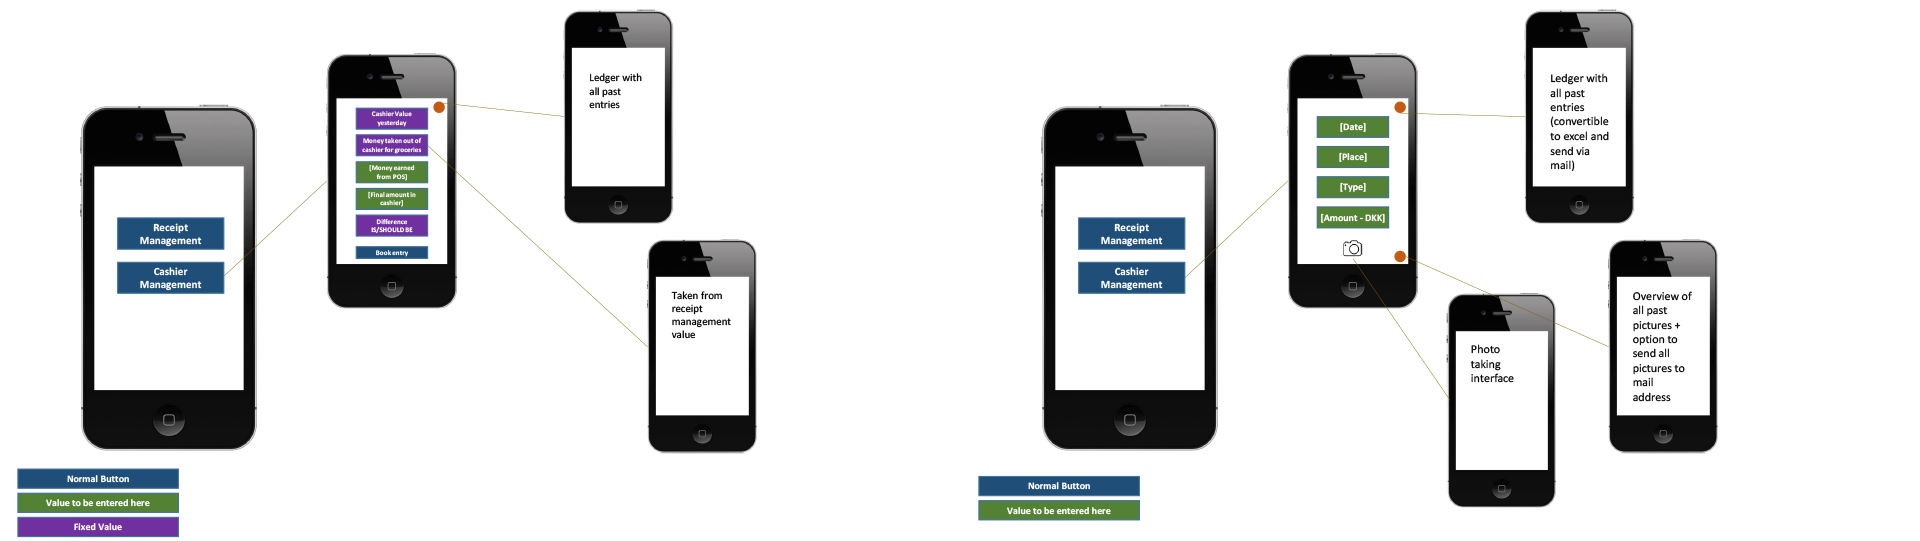 Receipt
Management
Cashier
Management
Cashier Value
yesterday
Money taken out of
cashier for groceries
[Money earned
from POS]
[Final amount in
cashier]
Difference
IS/SHOULD BE
Book entry
Ledger with
all past
entries
Taken from
receipt
management
value
Normal Button
Value to be entered here
Fixed Value
Receipt
Management
Cashier
Management
[Date]
[Place]
[Type]
[Amount - DKK]
Ledger with
all past
entries
(convertible
to excel and
send via
mail)
Photo
taking
interface
Overview of
all past
pictures +
option to
send all
pictures to
mail
address
Normal Button
Value to be entered here